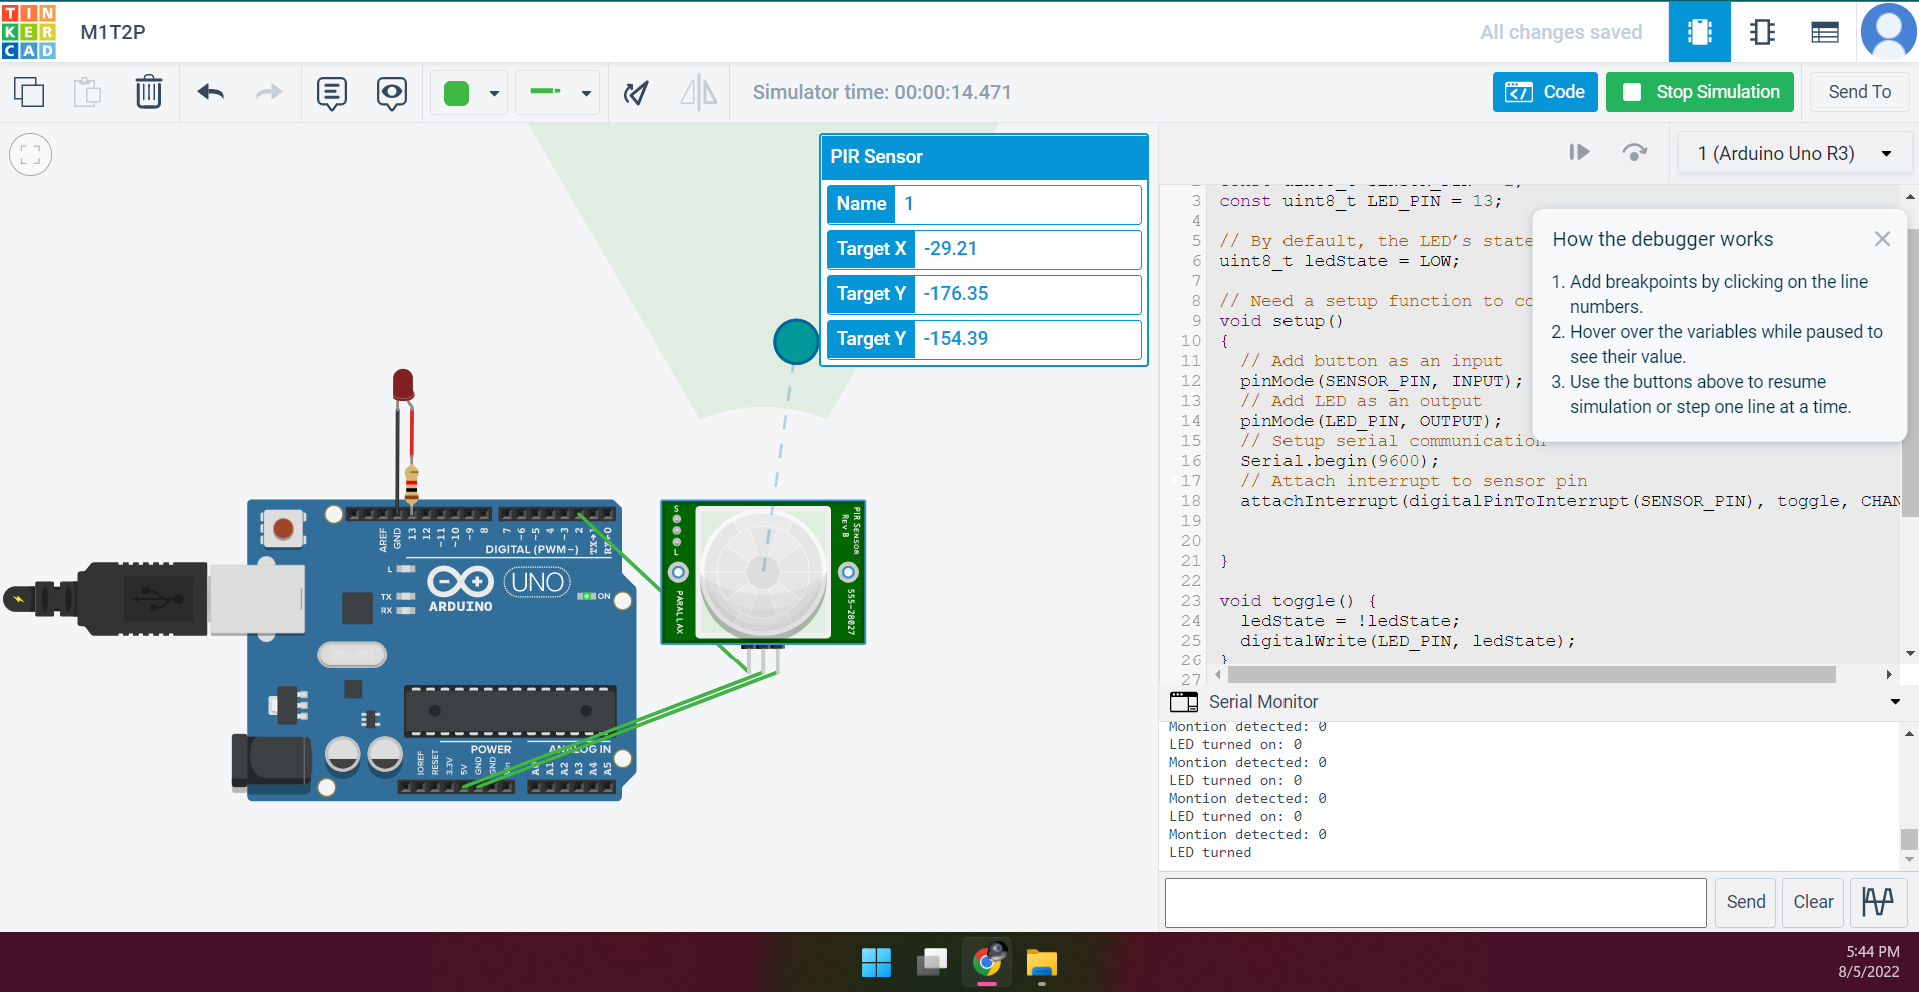 TIN
KER
CAD
M1T2P
All changes saved
Simulator time: 00:00:14.471
Code
Stop Simulation
Send To
1 (Arduino Uno R3)
PIR Sensor
Name 1
Target X -29.21
Target Y -176.35
Target Y -154.39
3 const uint8_t LED_PIN = 13;
4
5 // By default, the LED’s state
6 uint8_t ledState = LOW;
7
8 // Need a setup function to co
9 void setup()
10 {
11 // Add button as an input
12 pinMode(SENSOR_PIN, INPUT);
13 // Add LED as an output
14 pinMode(LED_PIN, OUTPUT);
15 // Setup serial communication
16 Serial.begin(9600);
17 // Attach interrupt to sensor pin
18 attachInterrupt(digitalPinToInterrupt(SENSOR_PIN), toggle, CHAN
19
20
21 }
22
23 void toggle() {
24 ledState = !ledState;
25 digitalWrite(LED_PIN, ledState);
26 }
27
How the debugger works
1. Add breakpoints by clicking on the line
numbers.
2. Hover over the variables while paused to
see their value.
3. Use the buttons above to resume
simulation or step one line at a time.
AREF
GND
13
12
~11
~10
~9
8
7
~6
~5
4
~3
2
TX→1
RX←0
DIGITAL (PWM~)
L
TX
RX
ARDUINO
UNO
ON
POWER
ANALOG IN
IOREF
RESET
3.3V
5V
GND
GND
A0
A1
A2
A3
A4
A5
S
L
PIR SENSOR
REV B
PARALLAX
555-28027
Serial Monitor
Montion detected: 0
LED turned on: 0
Montion detected: 0
LED turned on: 0
Montion detected: 0
LED turned on: 0
Montion detected: 0
LED turned
Send
Clear
5:44 PM
8/5/2022